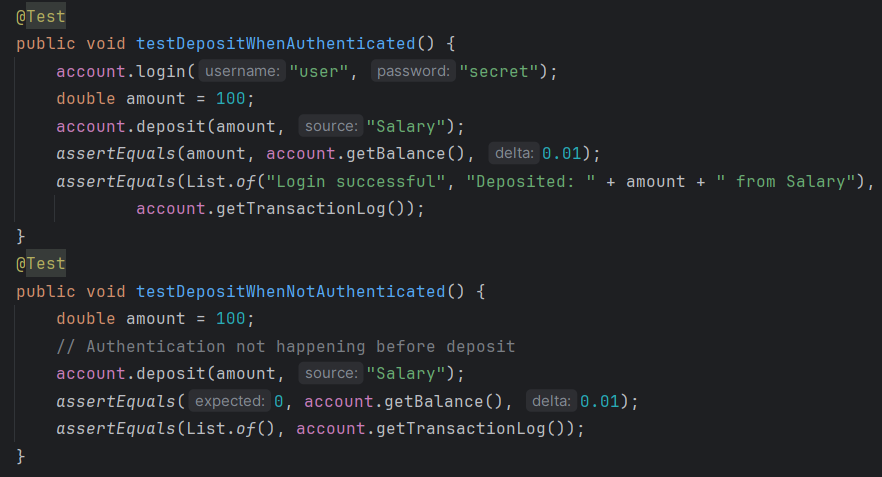 @Test
public void testDepositWhenAuthenticated() {
account.login( username: "user", password: "secret");
double amount = 100;
account.deposit(amount, source: "Salary");
assertEquals(amount, account.getBalance(), delta: 0.01);
assertEquals(List.of("Login successful", "Deposited: " + amount + " from Salary"),
account.getTransactionLog());
}
@Test
public void testDepositWhenNotAuthenticated() {
double amount = 100;
// Authentication not happening before deposit
account.deposit(amount, source: "Salary");
assertEquals( expected: 0, account.getBalance(), delta: 0.01);
assertEquals(List.of(), account.getTransactionLog());
}